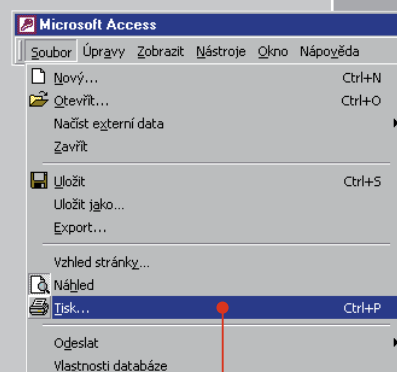 Microsoft Access
Soubor Úpravy Zobrazit Nástroje Okno Nápověda
Nový... Ctrl+N
Otevřít... Ctrl+O
Načíst externí data
Zavřít
Uložit Ctrl+S
Uložit jako...
Export...
Vzhled stránky...
Náhled
Tisk... Ctrl+P
Odeslat
Vlastnosti databáze